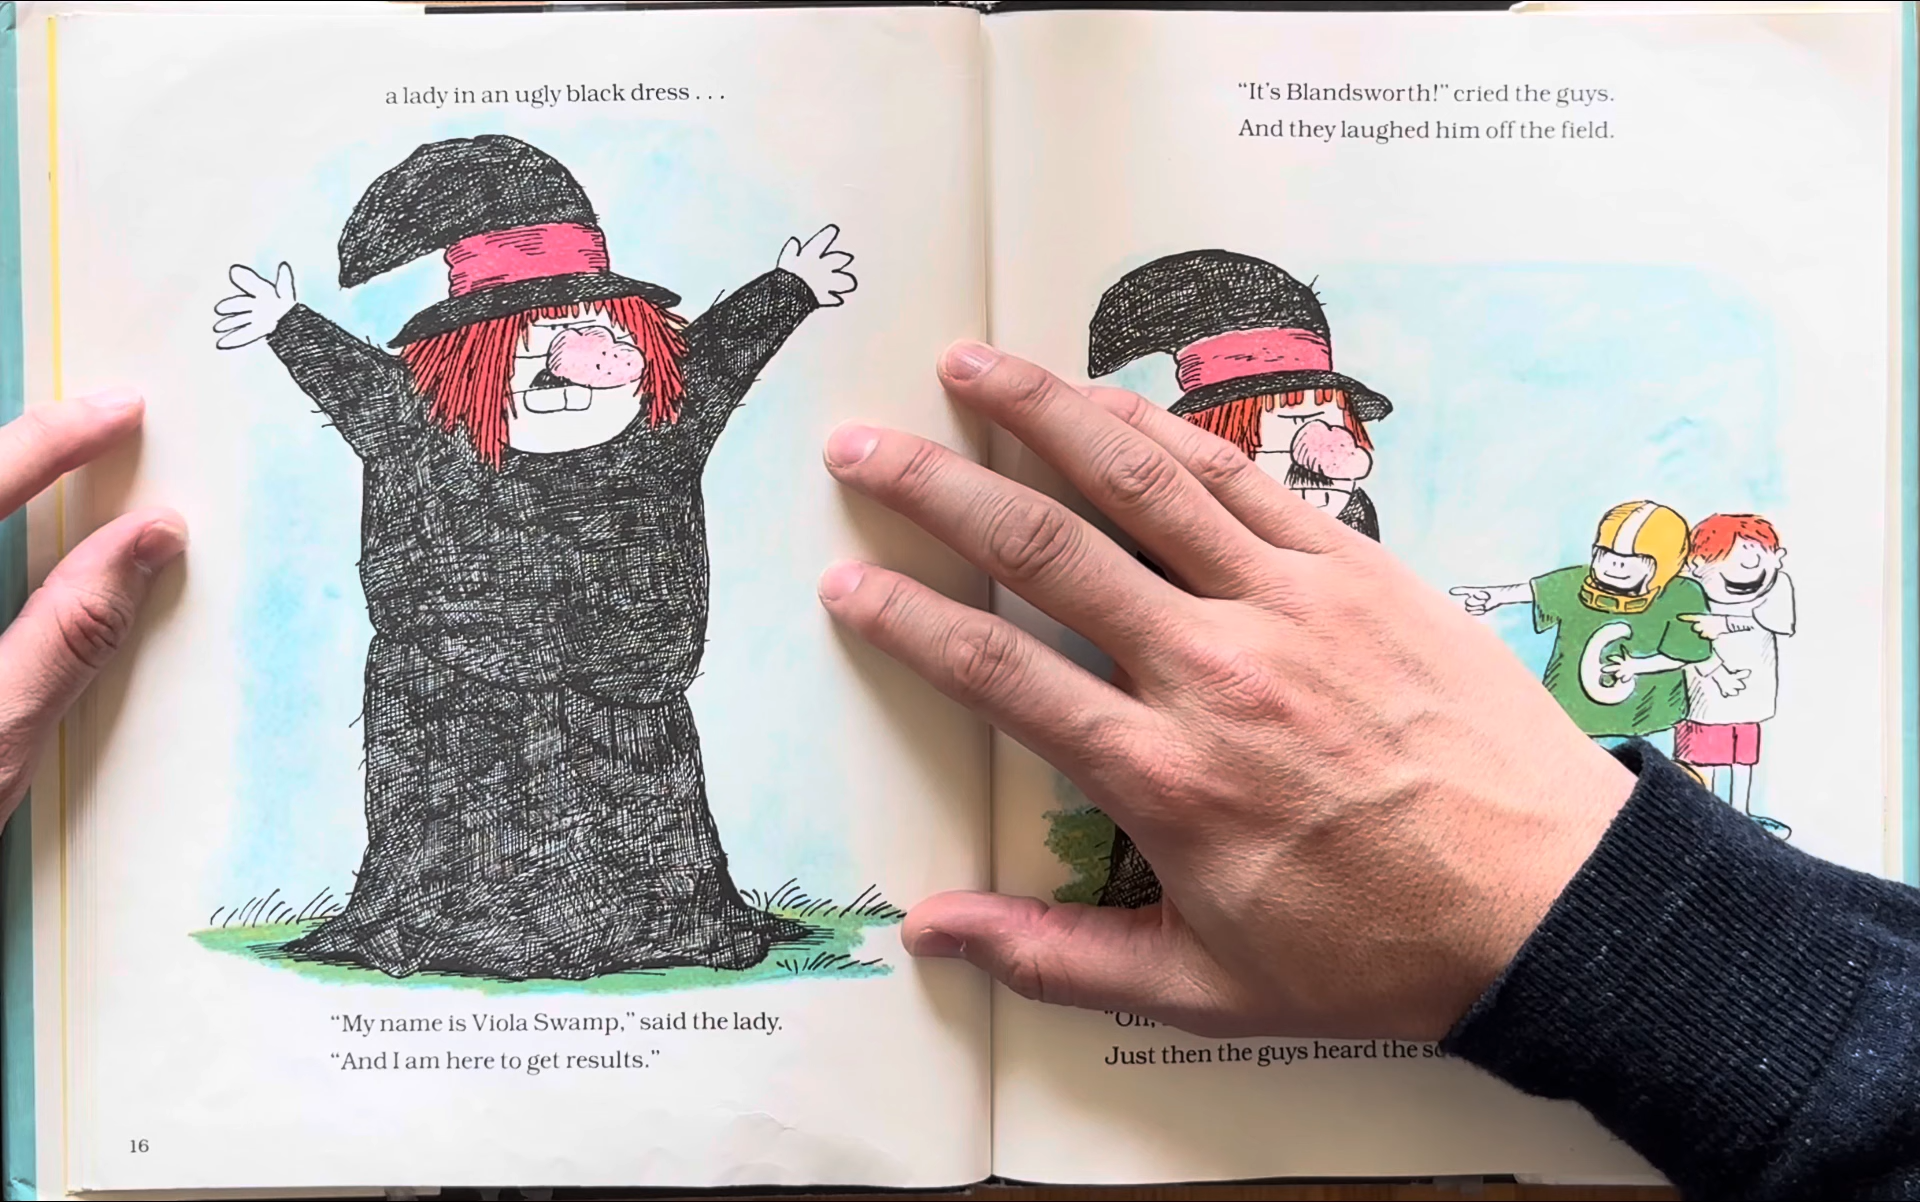 a lady in an ugly black dress . . .
“My name is Viola Swamp,” said the lady.
“And I am here to get results.”
16
“It’s Blandsworth!” cried the guys.
And they laughed him off the field.
C
“Oh,
Just then the guys heard the